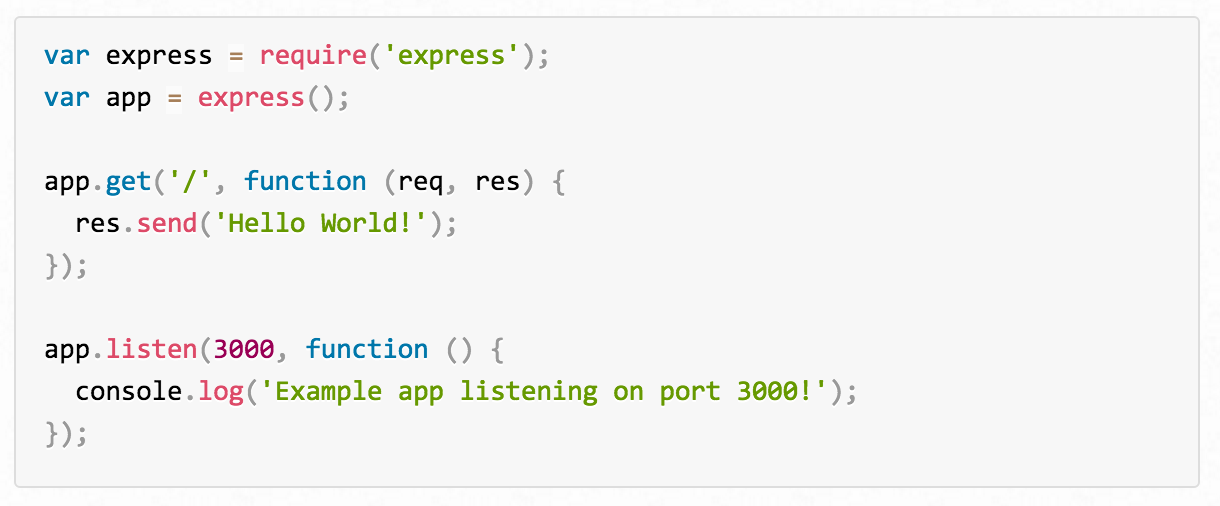 var express = require('express');
var app = express();

app.get('/', function (req, res) {
  res.send('Hello World!');
});

app.listen(3000, function () {
  console.log('Example app listening on port 3000!');
});